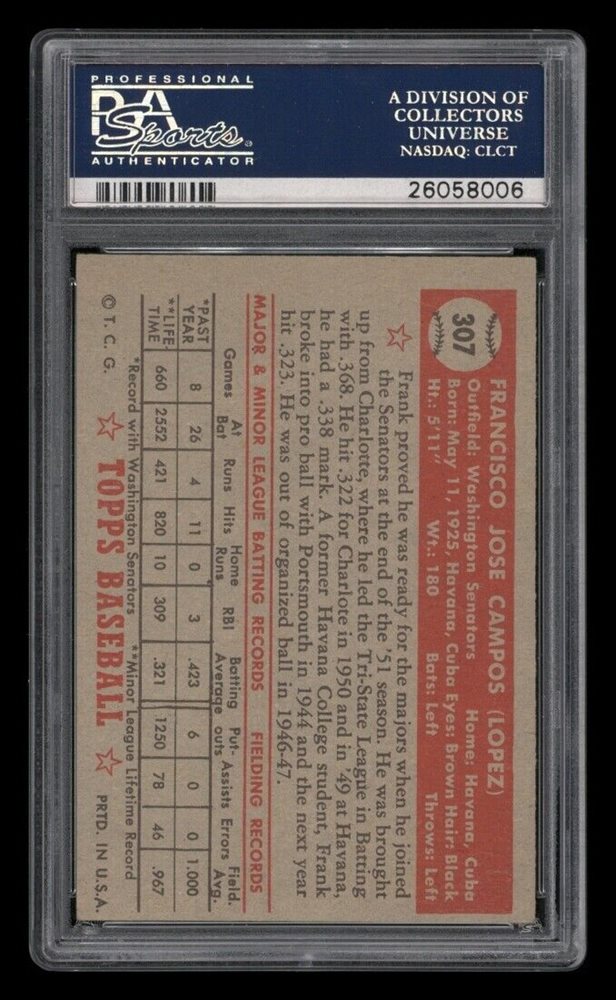 PROFESSIONAL
PSA
Sports®
AUTHENTICATOR
A DIVISION OF
COLLECTORS
UNIVERSE
NASDAQ: CLCT
26058006
307
FRANCISCO JOSE CAMPOS (LOPEZ)
Outfield: Washington Senators Home: Havana, Cuba
Born: May 11, 1925, Havana, Cuba Eyes: Brown Hair: Black
Ht.: 5'11" Wt.: 180 Bats: Left Throws: Left
Frank proved he was ready for the majors when he joined
the Senators at the end of the '51 season. He was brought
up from Charlotte, where he led the Tri-State League in Batting
with .368. He hit .322 for Charlote in 1950 and in '49 at Havana,
he had a .338 mark. A former Havana College student, Frank
broke into pro ball with Portsmouth in 1944 and the next year
hit .323. He was out of organized ball in 1946-47.
MAJOR & MINOR LEAGUE BATTING RECORDS FIELDING RECORDS
Games At Bat Runs Hits Home Runs RBI Batting Average Put-outs Assists Errors Field. Avg.
*PAST YEAR 8 26 4 11 0 3 .423 6 0 0 1.000
**LIFE-TIME 660 2552 421 820 10 309 .321 1250 78 46 .967
*Record with Washington Senators **Minor League Lifetime Record
© T. C. G. TOPPS BASEBALL PRTD. IN U.S.A.